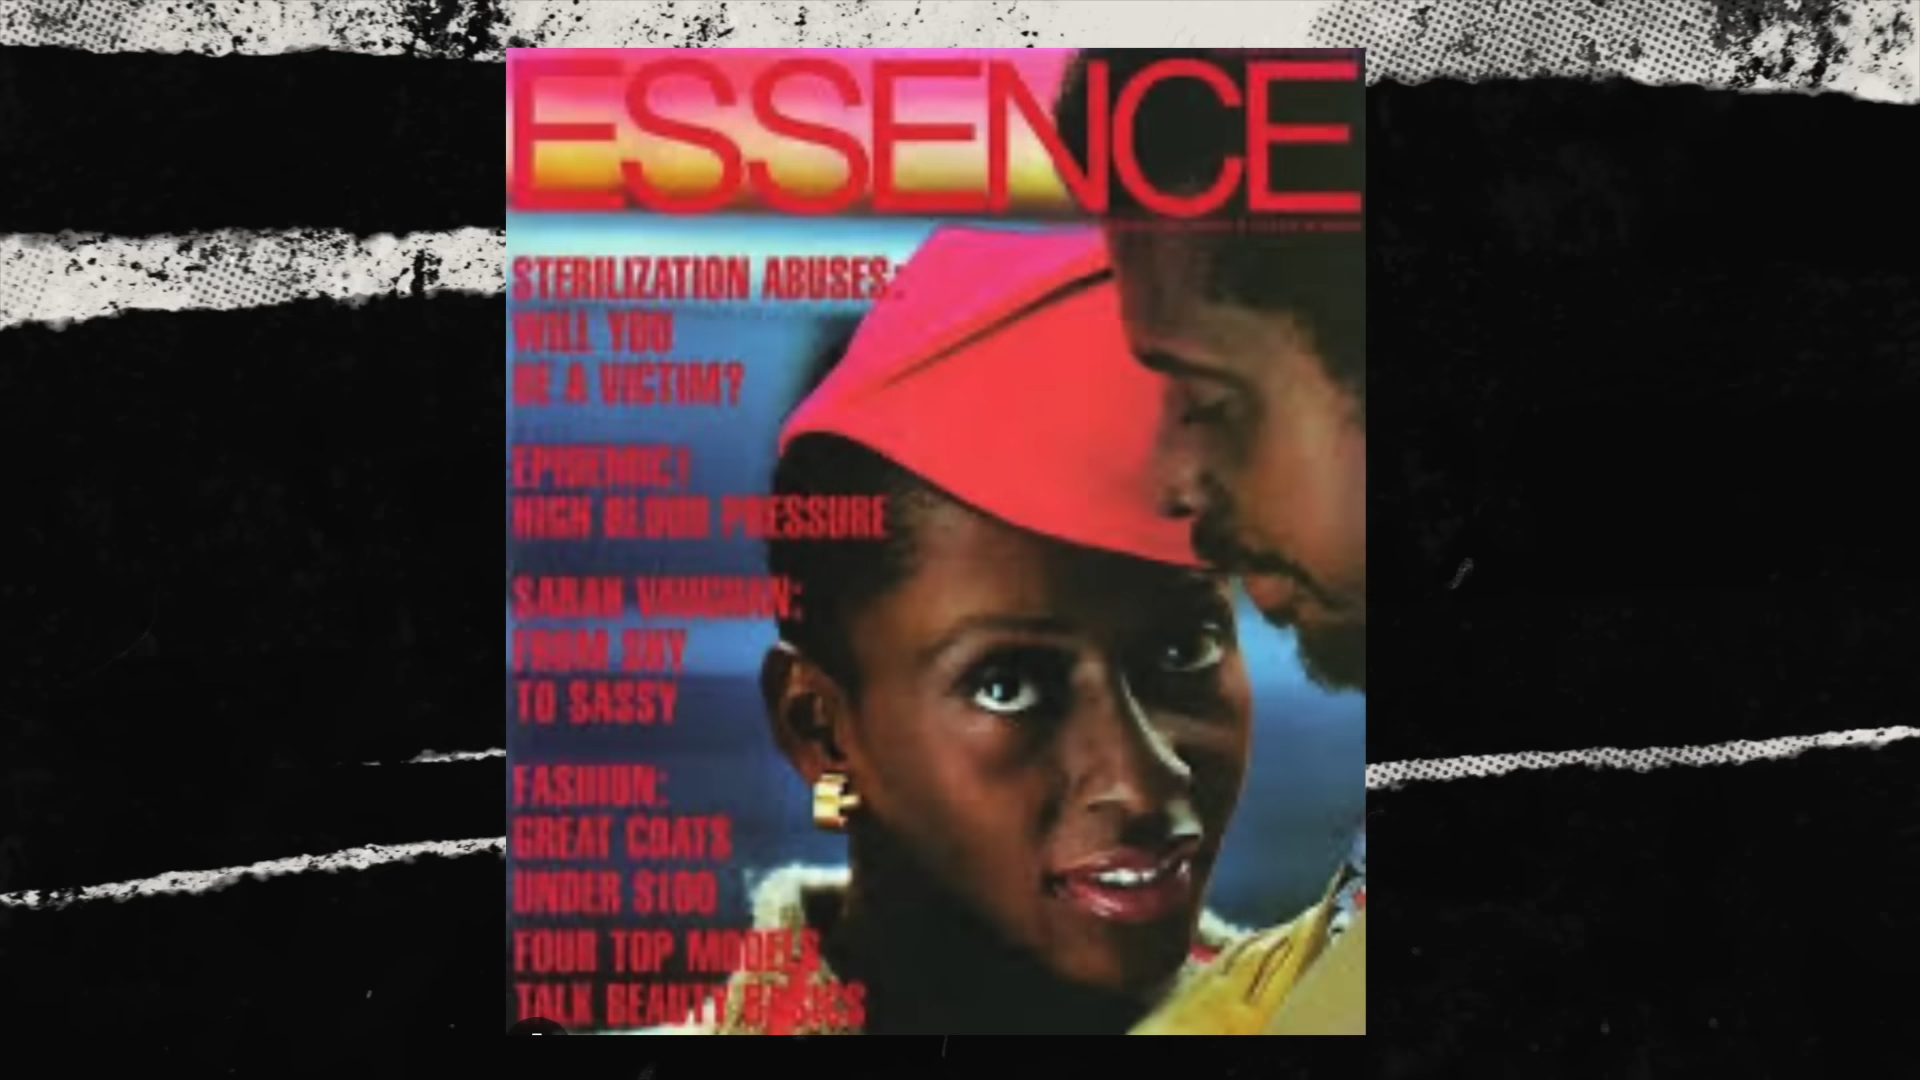 ESSENCE
STERILIZATION ABUSES:
WILL YOU
BE A VICTIM?
EPIDEMIC!
HIGH BLOOD PRESSURE
SARAH VAUGHAN:
FROM SHY
TO SASSY
FASHION:
GREAT COATS
UNDER $100
FOUR TOP MODELS
TALK BEAUTY BASICS